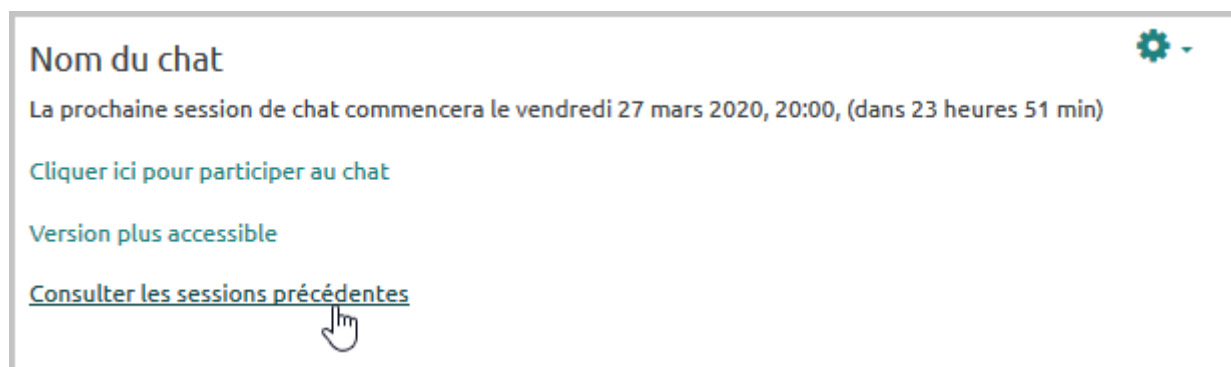 Nom du chat
La prochaine session de chat commencera le vendredi 27 mars 2020, 20:00, (dans 23 heures 51 min)
Cliquer ici pour participer au chat
Version plus accessible
Consulter les sessions précédentes